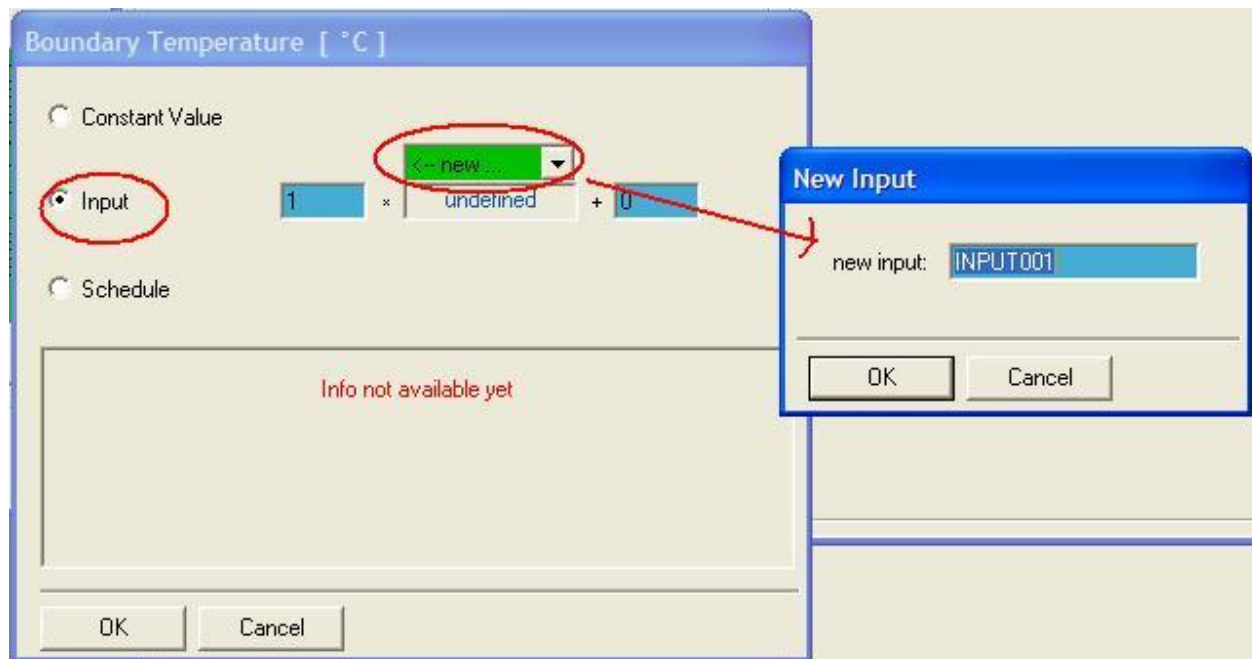 Boundary Temperature [ °C ]
Constant Value
<-- new ...
Input 1 × undefined + 0
Schedule
Info not available yet
OK Cancel
New Input
new input: INPUT001
OK Cancel